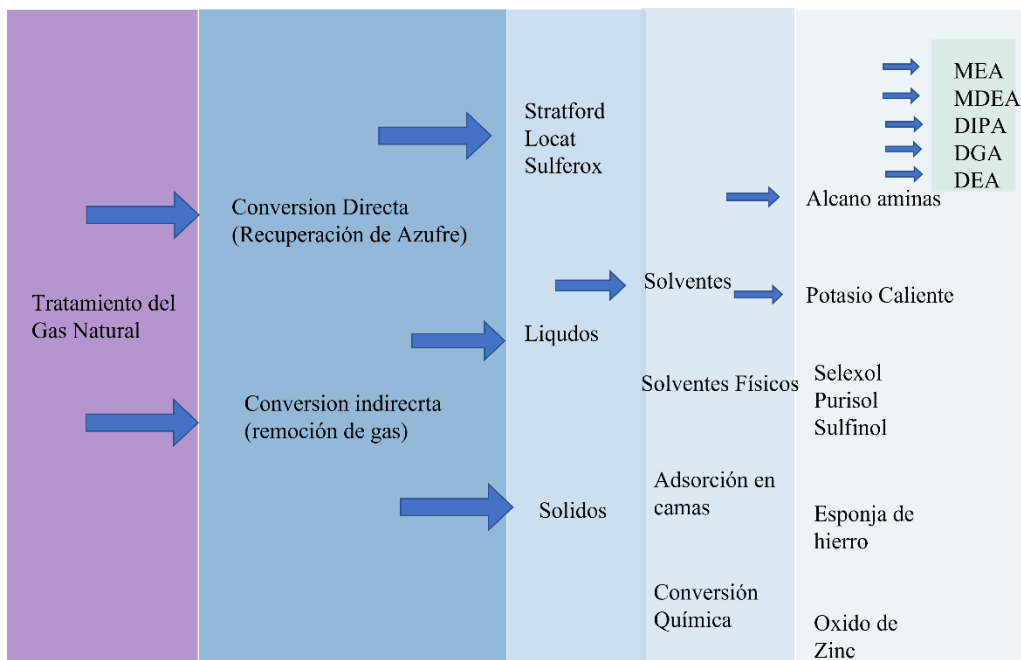 Tratamiento del
Gas Natural
Conversion Directa
(Recuperación de Azufre)
Conversion indirecrta
(remoción de gas)
Stratford
Locat
Sulferox
Liqudos
Solidos
Solventes
Solventes Físicos
Adsorción en
camas
Conversión
Química
MEA
MDEA
DIPA
DGA
DEA
Alcano aminas
Potasio Caliente
Selexol
Purisol
Sulfinol
Esponja de
hierro
Oxido de
Zinc